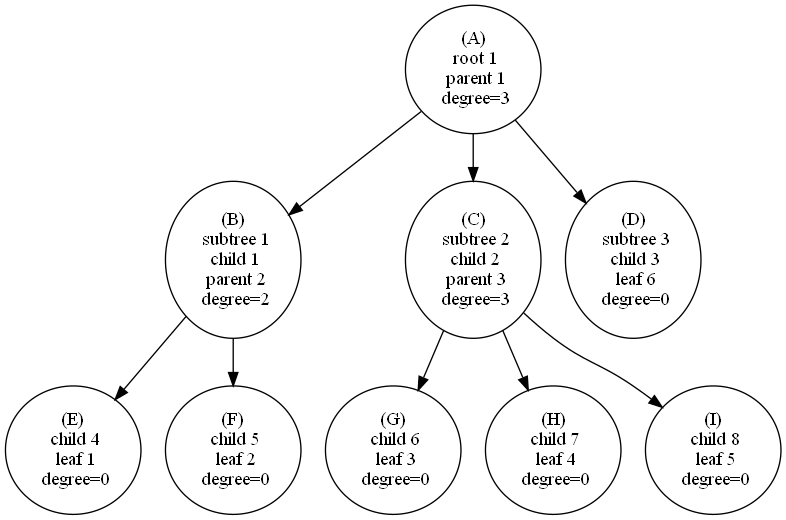 (A)
root 1
parent 1
degree=3
(B)
subtree 1
child 1
parent 2
degree=2
(C)
subtree 2
child 2
parent 3
degree=3
(D)
subtree 3
child 3
leaf 6
degree=0
(E)
child 4
leaf 1
degree=0
(F)
child 5
leaf 2
degree=0
(G)
child 6
leaf 3
degree=0
(H)
child 7
leaf 4
degree=0
(I)
child 8
leaf 5
degree=0